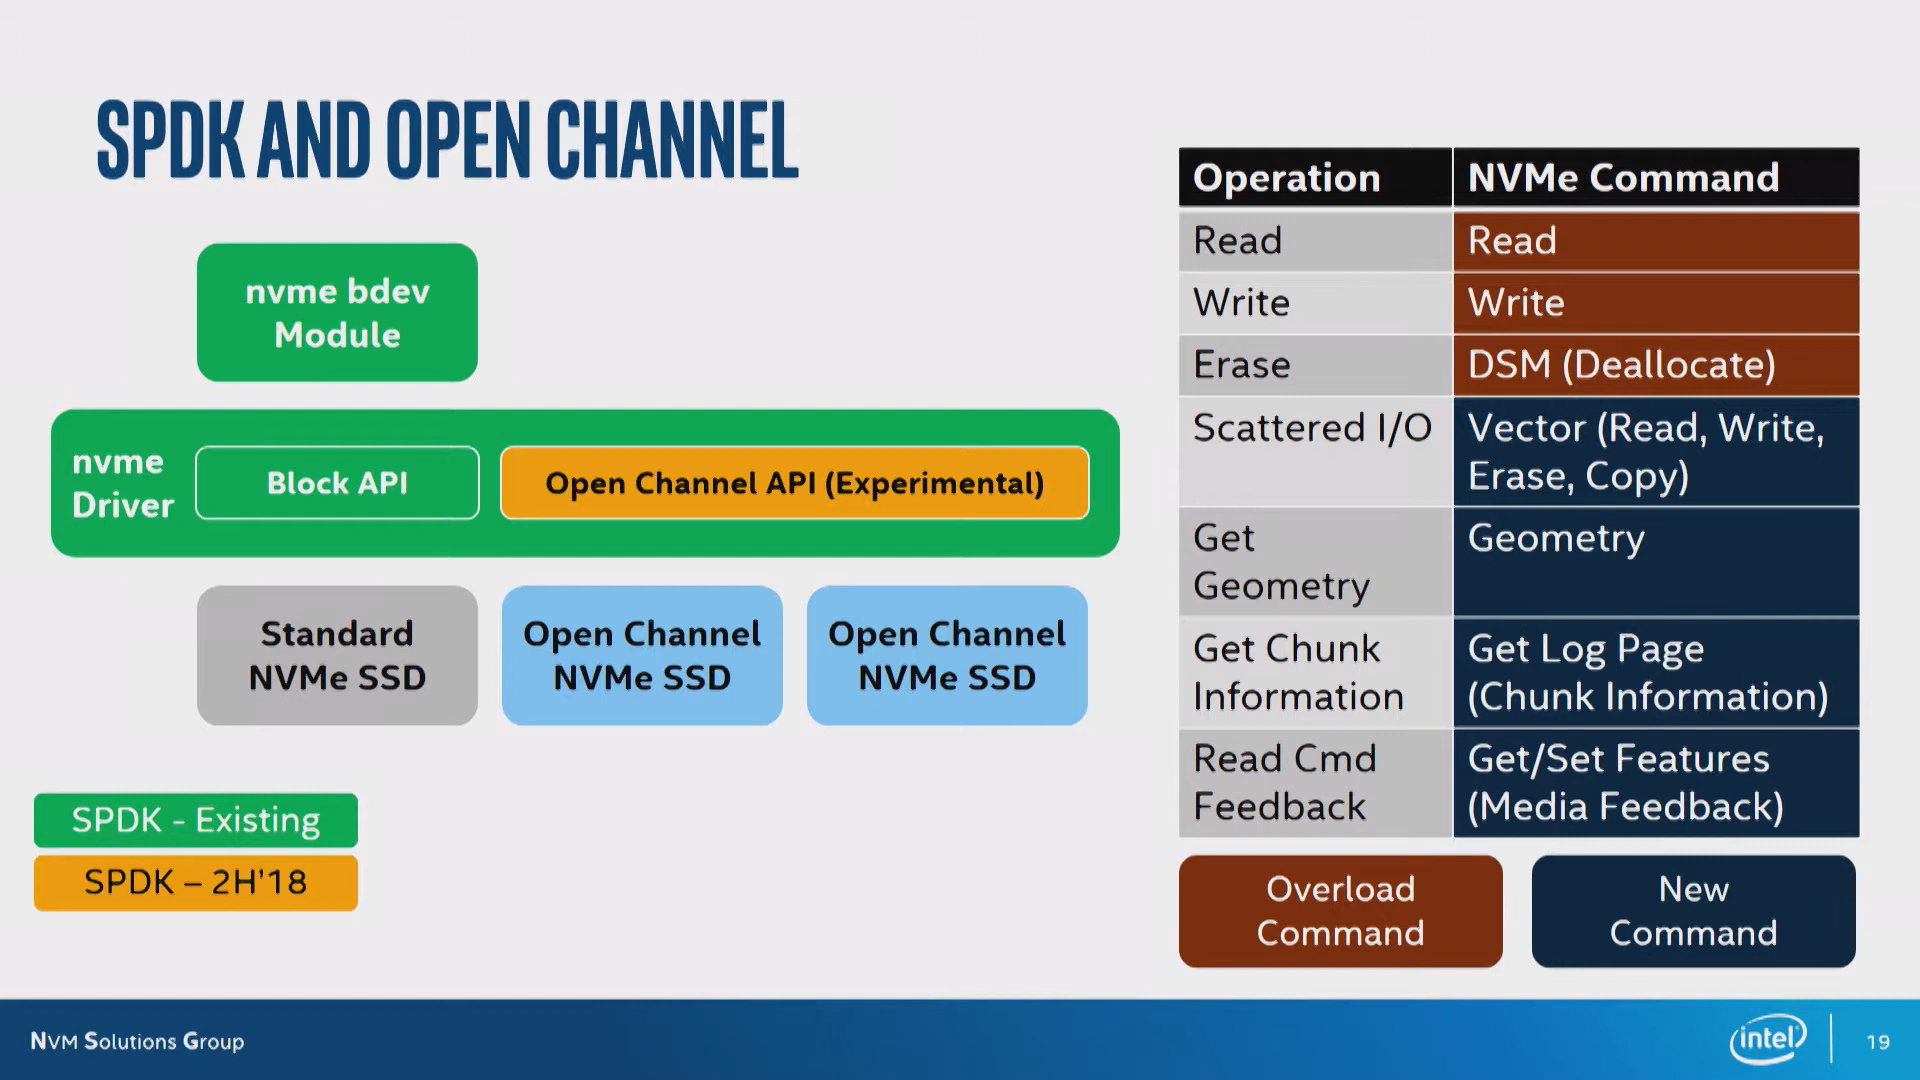 SPDK AND OPEN CHANNEL
nvme bdev
Module
nvme
Driver
Block API
Open Channel API (Experimental)
Standard
NVMe SSD
Open Channel
NVMe SSD
Open Channel
NVMe SSD
SPDK - Existing
SPDK – 2H’18
Operation NVMe Command
Read Read
Write Write
Erase DSM (Deallocate)
Scattered I/O Vector (Read, Write,
Erase, Copy)
Get Geometry
Geometry
Get Chunk Get Log Page
Information (Chunk Information)
Read Cmd Get/Set Features
Feedback (Media Feedback)
Overload
Command
New
Command
NVM Solutions Group
intel
19